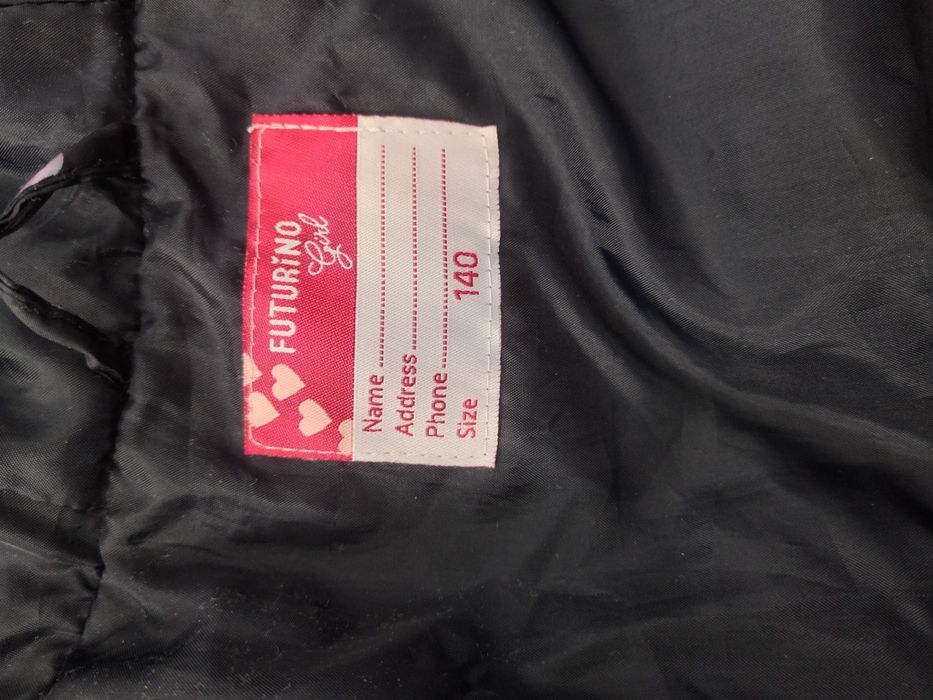 FUTURINO
Girl
Name ....................
Address ....................
Phone ....................
Size 140